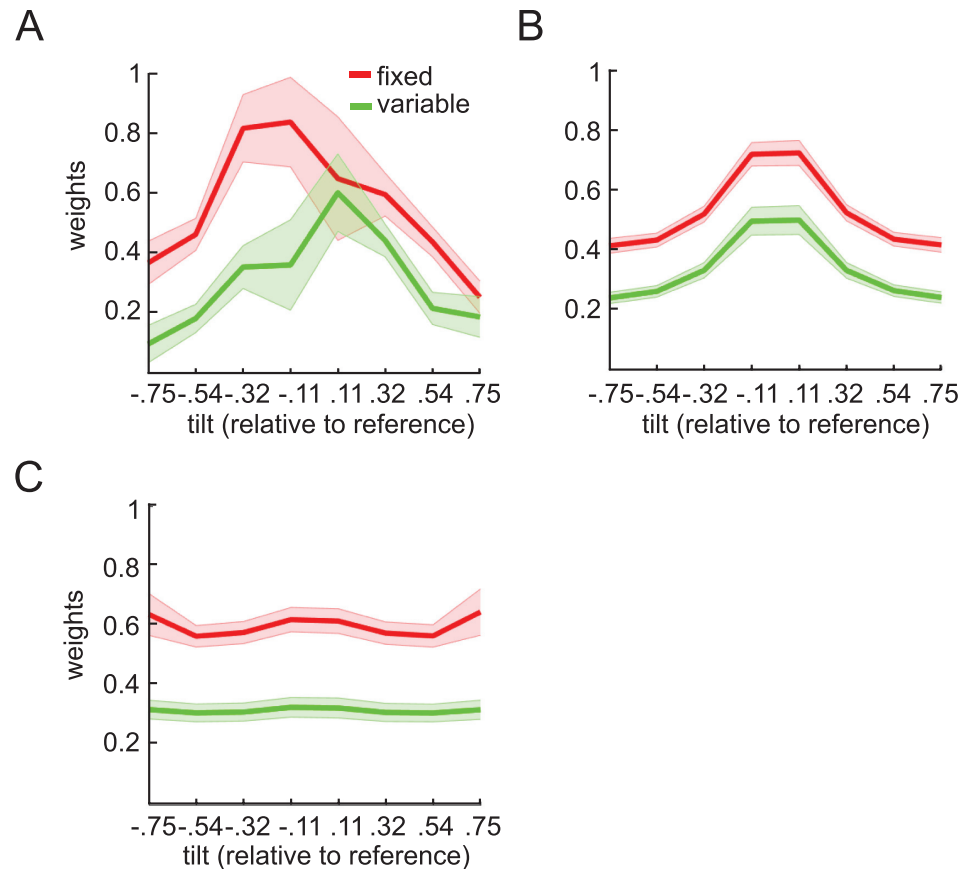 A
B
1
0.8
0.6
0.4
0.2
weights
fixed
variable
-.75 -.54 -.32 -.11 .11 .32 .54 .75
tilt (relative to reference)
1
0.8
0.6
0.4
0.2
-.75 -.54 -.32 -.11 .11 .32 .54 .75
tilt (relative to reference)
C
1
0.8
0.6
0.4
0.2
weights
-.75 -.54 -.32 -.11 .11 .32 .54 .75
tilt (relative to reference)